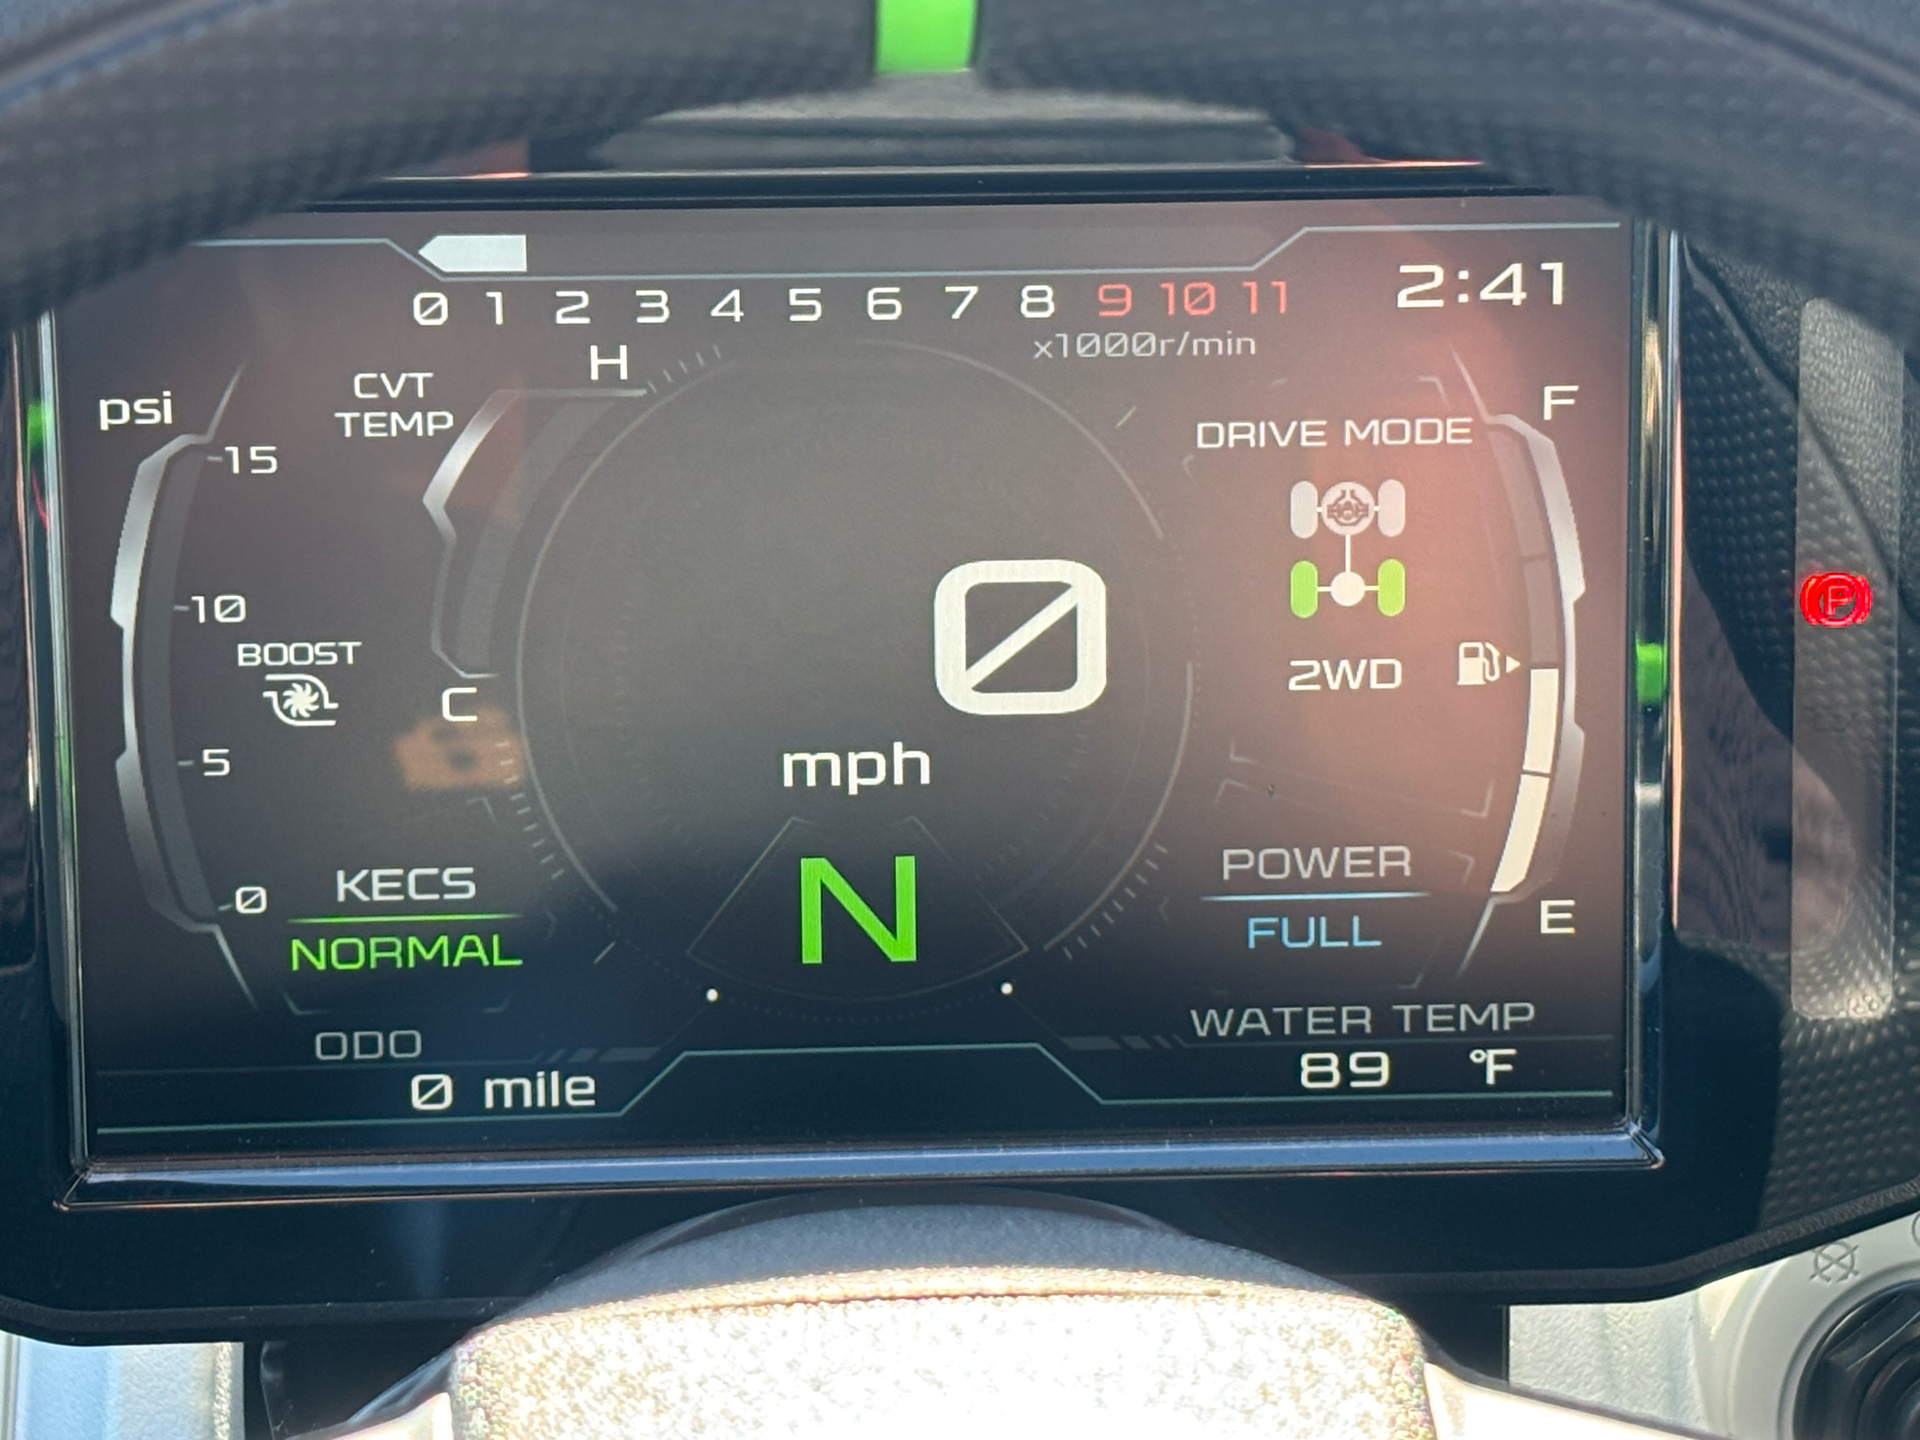 0 1 2 3 4 5 6 7 8 9 10 11
x1000r/min
2:41
psi
15
10
5
0
BOOST
CVT
TEMP
H
C
0
mph
N
DRIVE MODE
2WD
F
E
KECS
NORMAL
POWER
FULL
ODO
0 mile
WATER TEMP
89 °F
P